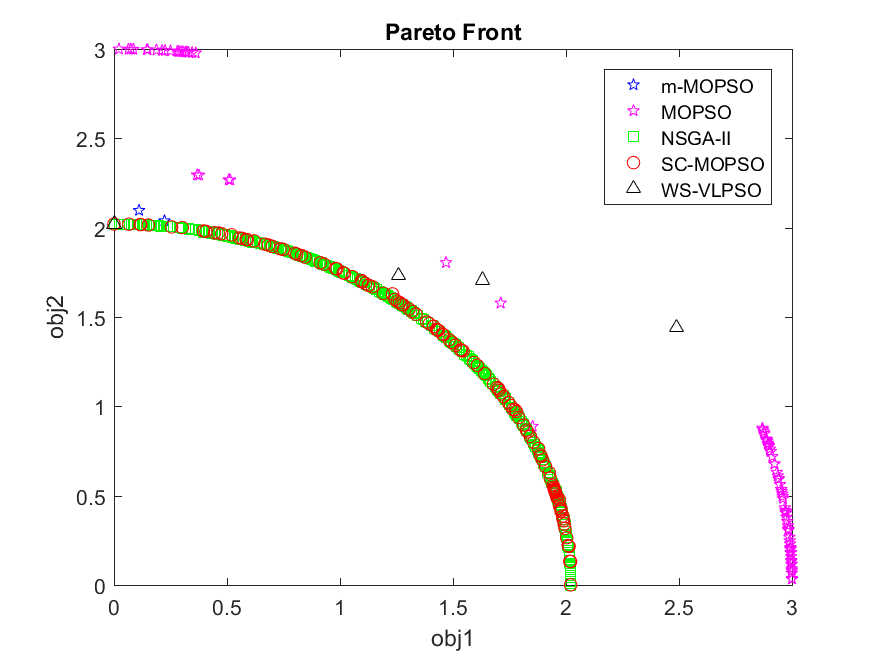 Pareto Front
3
2.5
2
1.5
1
0.5
0
obj2
0
0.5
1
1.5
2
2.5
3
obj1
m-MOPSO
MOPSO
NSGA-II
SC-MOPSO
WS-VLPSO